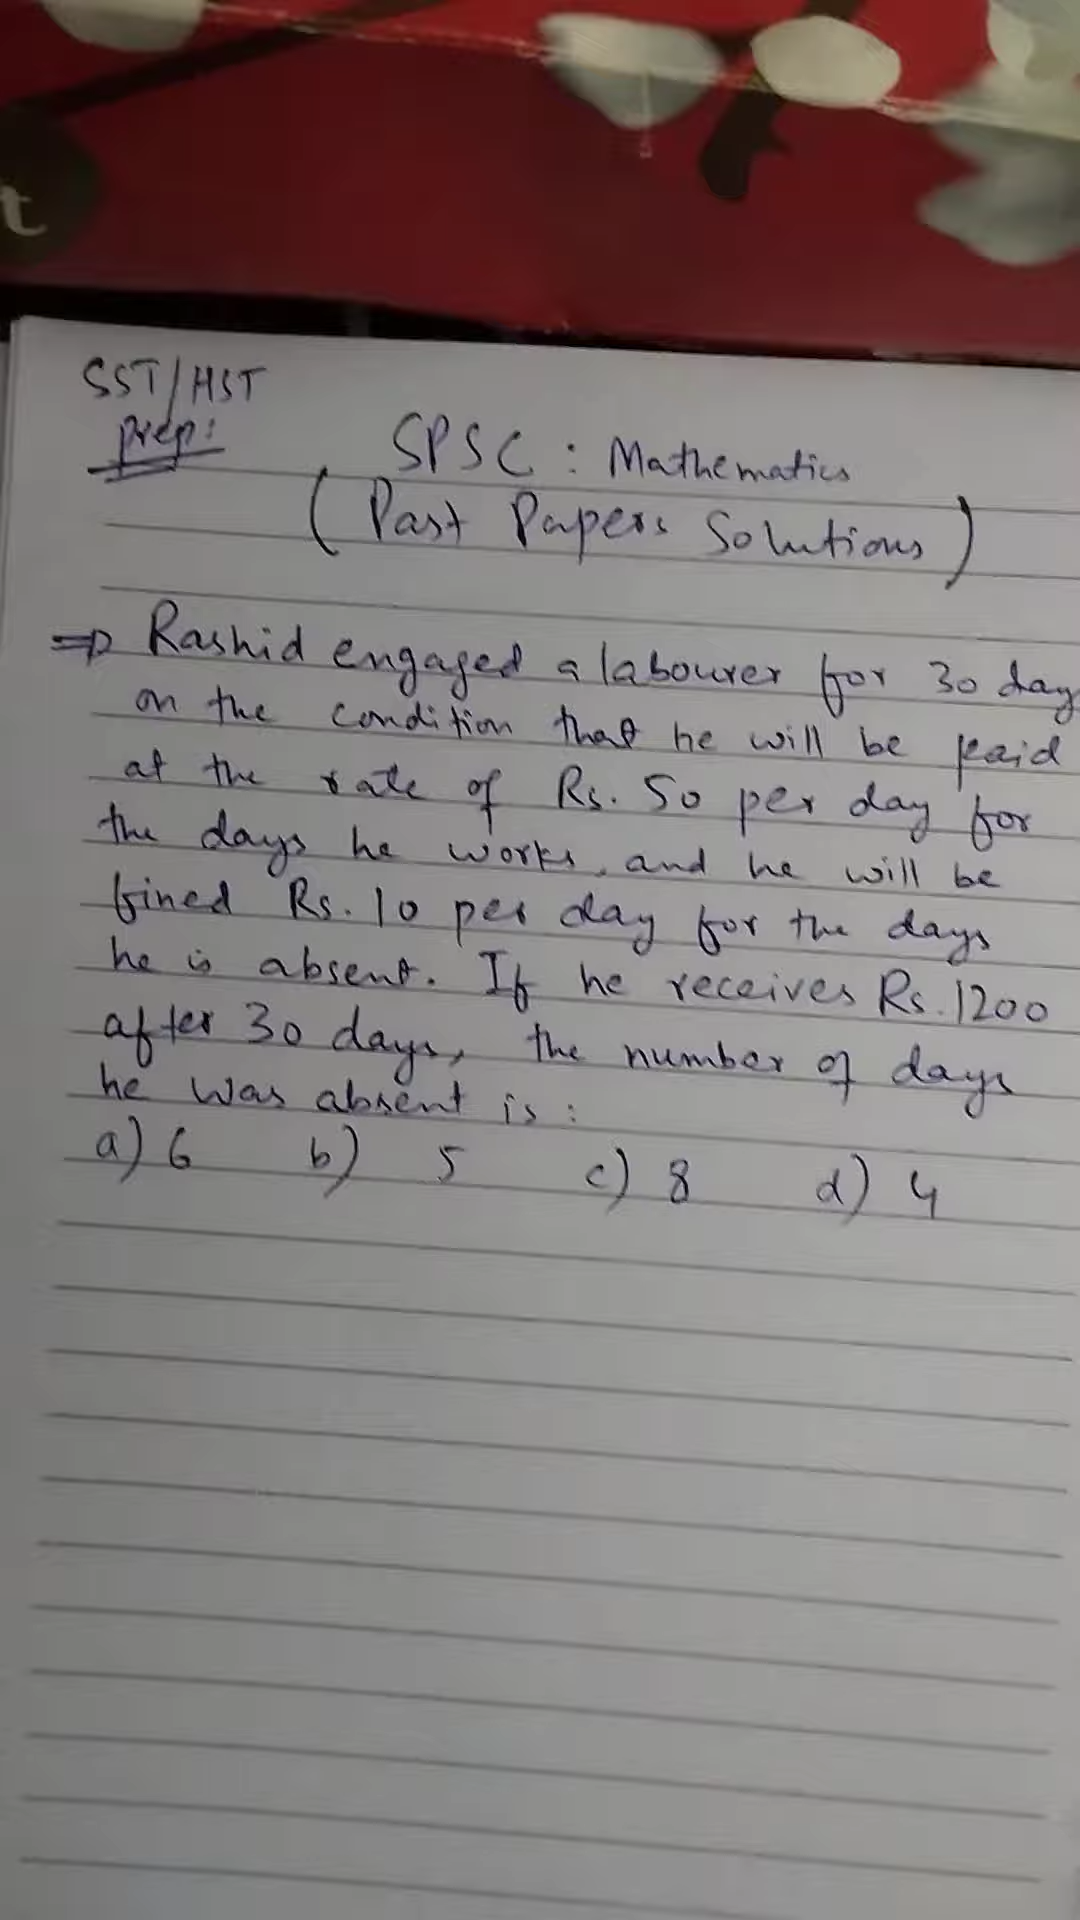 t
SST/HST
prep:
SPSC : Mathematics
( Past Papers Solutions )
⇒ Rashid engaged a labourer for 30 day
on the condition that he will be paid
at the rate of Rs. 50 per day for
the days he works, and he will be
fined Rs. 10 per day for the days
he is absent. If he receives Rs. 1200
after 30 days, the number of days
he was absent is :
a) 6 b) 5 c) 8 d) 4